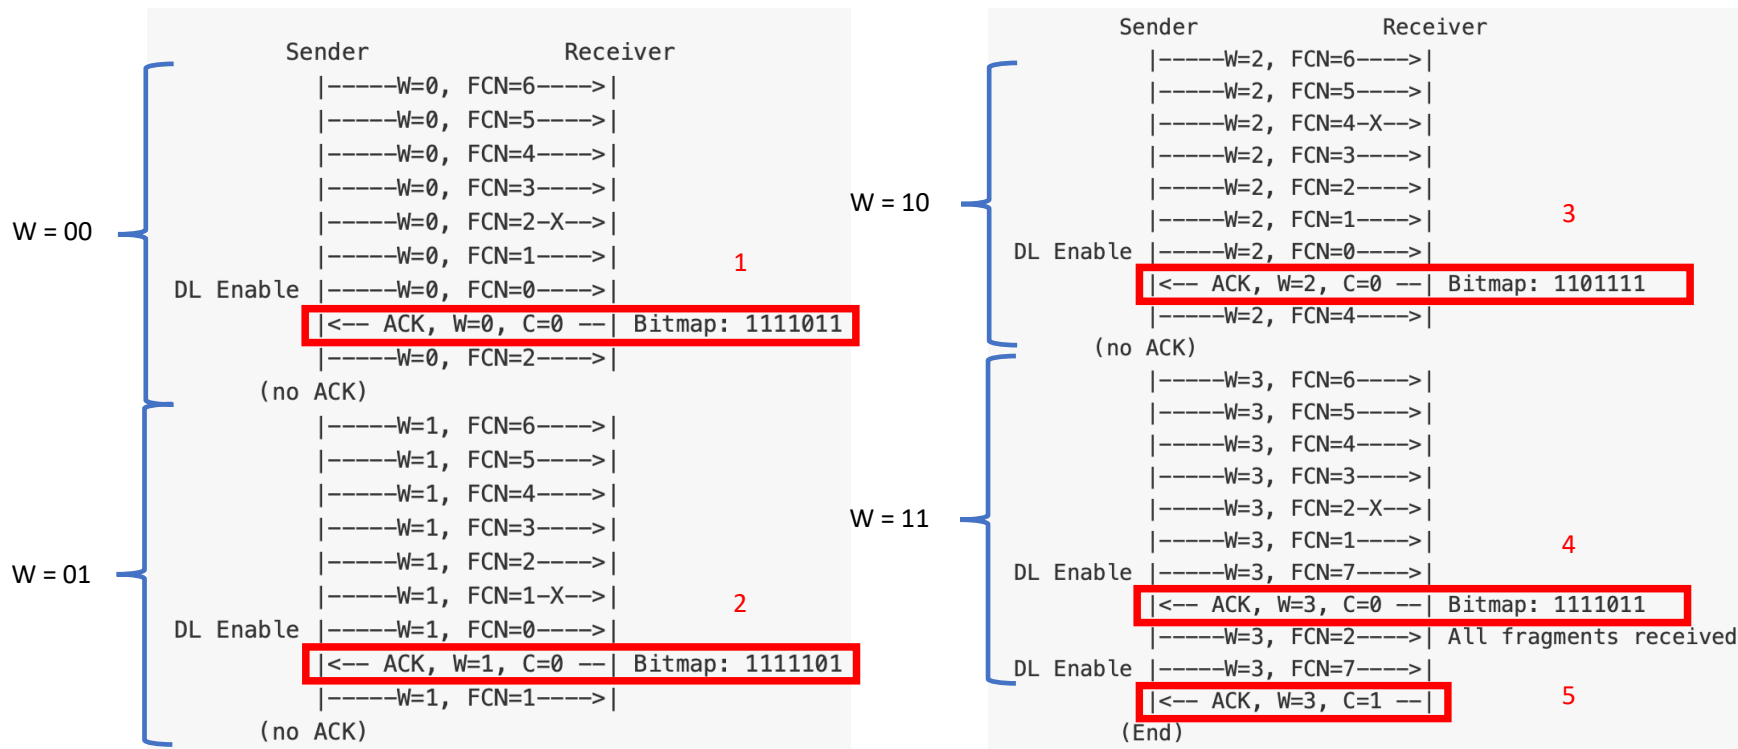 Sender Receiver
|-----W=0, FCN=6---->|
|-----W=0, FCN=5---->|
|-----W=0, FCN=4---->|
|-----W=0, FCN=3---->|
W = 00
|-----W=0, FCN=2-X-->|
|-----W=0, FCN=1---->|
1
DL Enable |-----W=0, FCN=0---->|
|<-- ACK, W=0, C=0 --| Bitmap: 1111011
|-----W=0, FCN=2---->|
(no ACK)
|-----W=1, FCN=6---->|
|-----W=1, FCN=5---->|
|-----W=1, FCN=4---->|
|-----W=1, FCN=3---->|
W = 01
|-----W=1, FCN=2---->|
|-----W=1, FCN=1-X-->|
2
DL Enable |-----W=1, FCN=0---->|
|<-- ACK, W=1, C=0 --| Bitmap: 1111101
|-----W=1, FCN=1---->|
(no ACK)
Sender Receiver
|-----W=2, FCN=6---->|
|-----W=2, FCN=5---->|
|-----W=2, FCN=4-X-->|
|-----W=2, FCN=3---->|
|-----W=2, FCN=2---->|
W = 10
|-----W=2, FCN=1---->|
3
DL Enable |-----W=2, FCN=0---->|
|<-- ACK, W=2, C=0 --| Bitmap: 1101111
|-----W=2, FCN=4---->|
(no ACK)
|-----W=3, FCN=6---->|
|-----W=3, FCN=5---->|
|-----W=3, FCN=4---->|
|-----W=3, FCN=3---->|
|-----W=3, FCN=2-X-->|
W = 11
|-----W=3, FCN=1---->|
4
DL Enable |-----W=3, FCN=7---->|
|<-- ACK, W=3, C=0 --| Bitmap: 1111011
|-----W=3, FCN=2---->| All fragments received
DL Enable |-----W=3, FCN=7---->|
|<-- ACK, W=3, C=1 --|
5
(End)